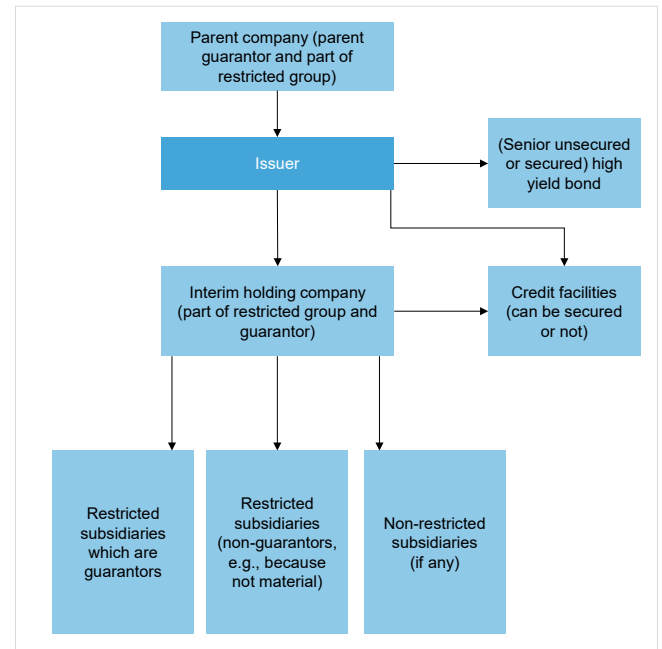 Parent company (parent
guarantor and part of
restricted group)
Issuer
(Senior unsecured
or secured) high
yield bond
Interim holding company
(part of restricted group and
guarantor)
Credit facilities
(can be secured
or not)
Restricted
subsidiaries
which are
guarantors
Restricted
subsidiaries
(non-guarantors,
e.g., because
not material)
Non-restricted
subsidiaries
(if any)